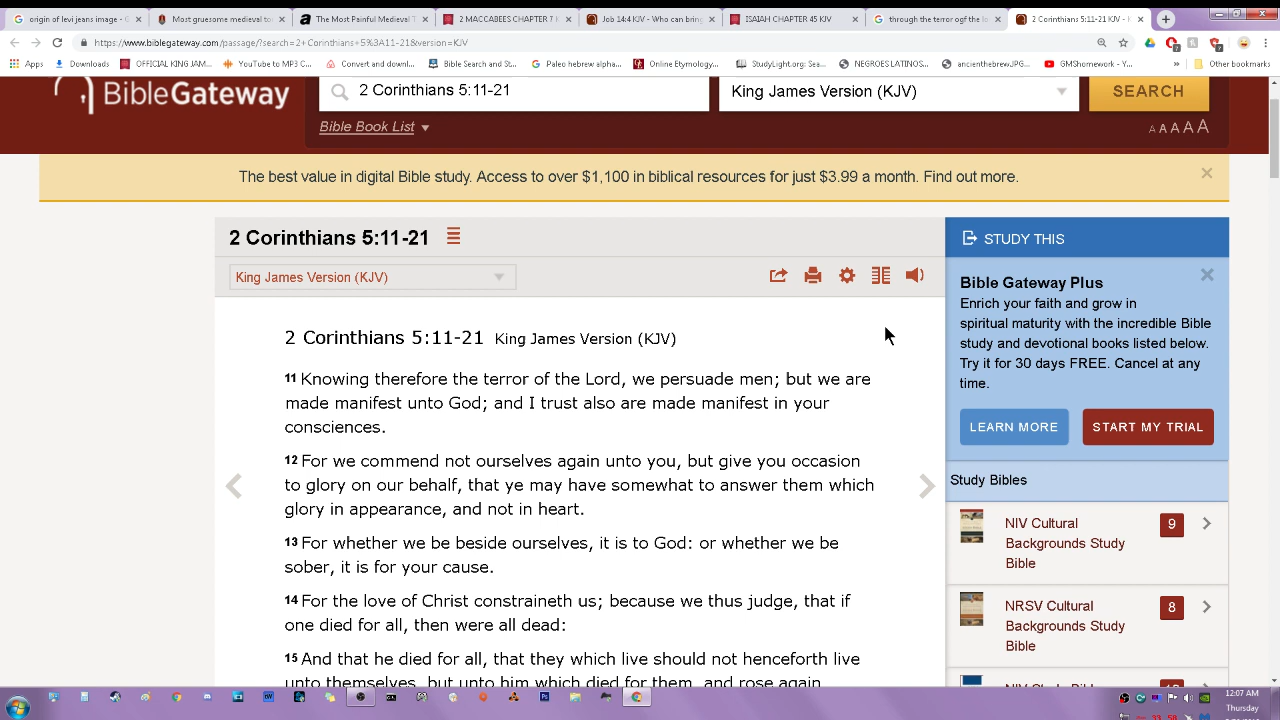 origin of levi jeans image - G
Most gruesome medieval to
The Most Painful Medieval T
2 MACCABEES
Job 14:4 KJV - Who can bring
ISAIAH CHE
through the terror of the
2 Corinthians 5:11-21 KJV -
https://www.biblegateway.com/passage/?search=2+Corinthians+5%3A11-21&version=KJV
Apps
Downloads
OFFICIAL KING JAM
YouTube to MP3 C
Convert and downl
Bible Search and S
Paleo hebrew alpha
Online Etymology
StudyLight.org: Sea
NEGROES LATINOS
ancienthebrewJPG
GMShomework - Y
»
Other bookmarks
BibleGateway
2 Corinthians 5:11-21
King James Version (KJV)
SEARCH
Bible Book List
A A A A A
The best value in digital Bible study. Access to over $1,100 in biblical resources for just $3.99 a month. Find out more.
2 Corinthians 5:11-21
STUDY THIS
King James Version (KJV)
Bible Gateway Plus
Enrich your faith and grow in
spiritual maturity with the incredible Bible
study and devotional books listed below.
Try it for 30 days FREE. Cancel at any
time.
LEARN MORE
START MY TRIAL
2 Corinthians 5:11-21 King James Version (KJV)
11 Knowing therefore the terror of the Lord, we persuade men; but we are
made manifest unto God; and I trust also are made manifest in your
consciences.
12 For we commend not ourselves again unto you, but give you occasion
to glory on our behalf, that ye may have somewhat to answer them which
glory in appearance, and not in heart.
13 For whether we be beside ourselves, it is to God: or whether we be
sober, it is for your cause.
14 For the love of Christ constraineth us; because we thus judge, that if
one died for all, then were all dead:
15 And that he died for all, that they which live should not henceforth live
unto themselves, but unto him which died for them, and rose again.
Study Bibles
NIV Cultural
Backgrounds Study
Bible
9
NRSV Cultural
Backgrounds Study
Bible
8
NIV Study Bible
12:07 AM
Thursday